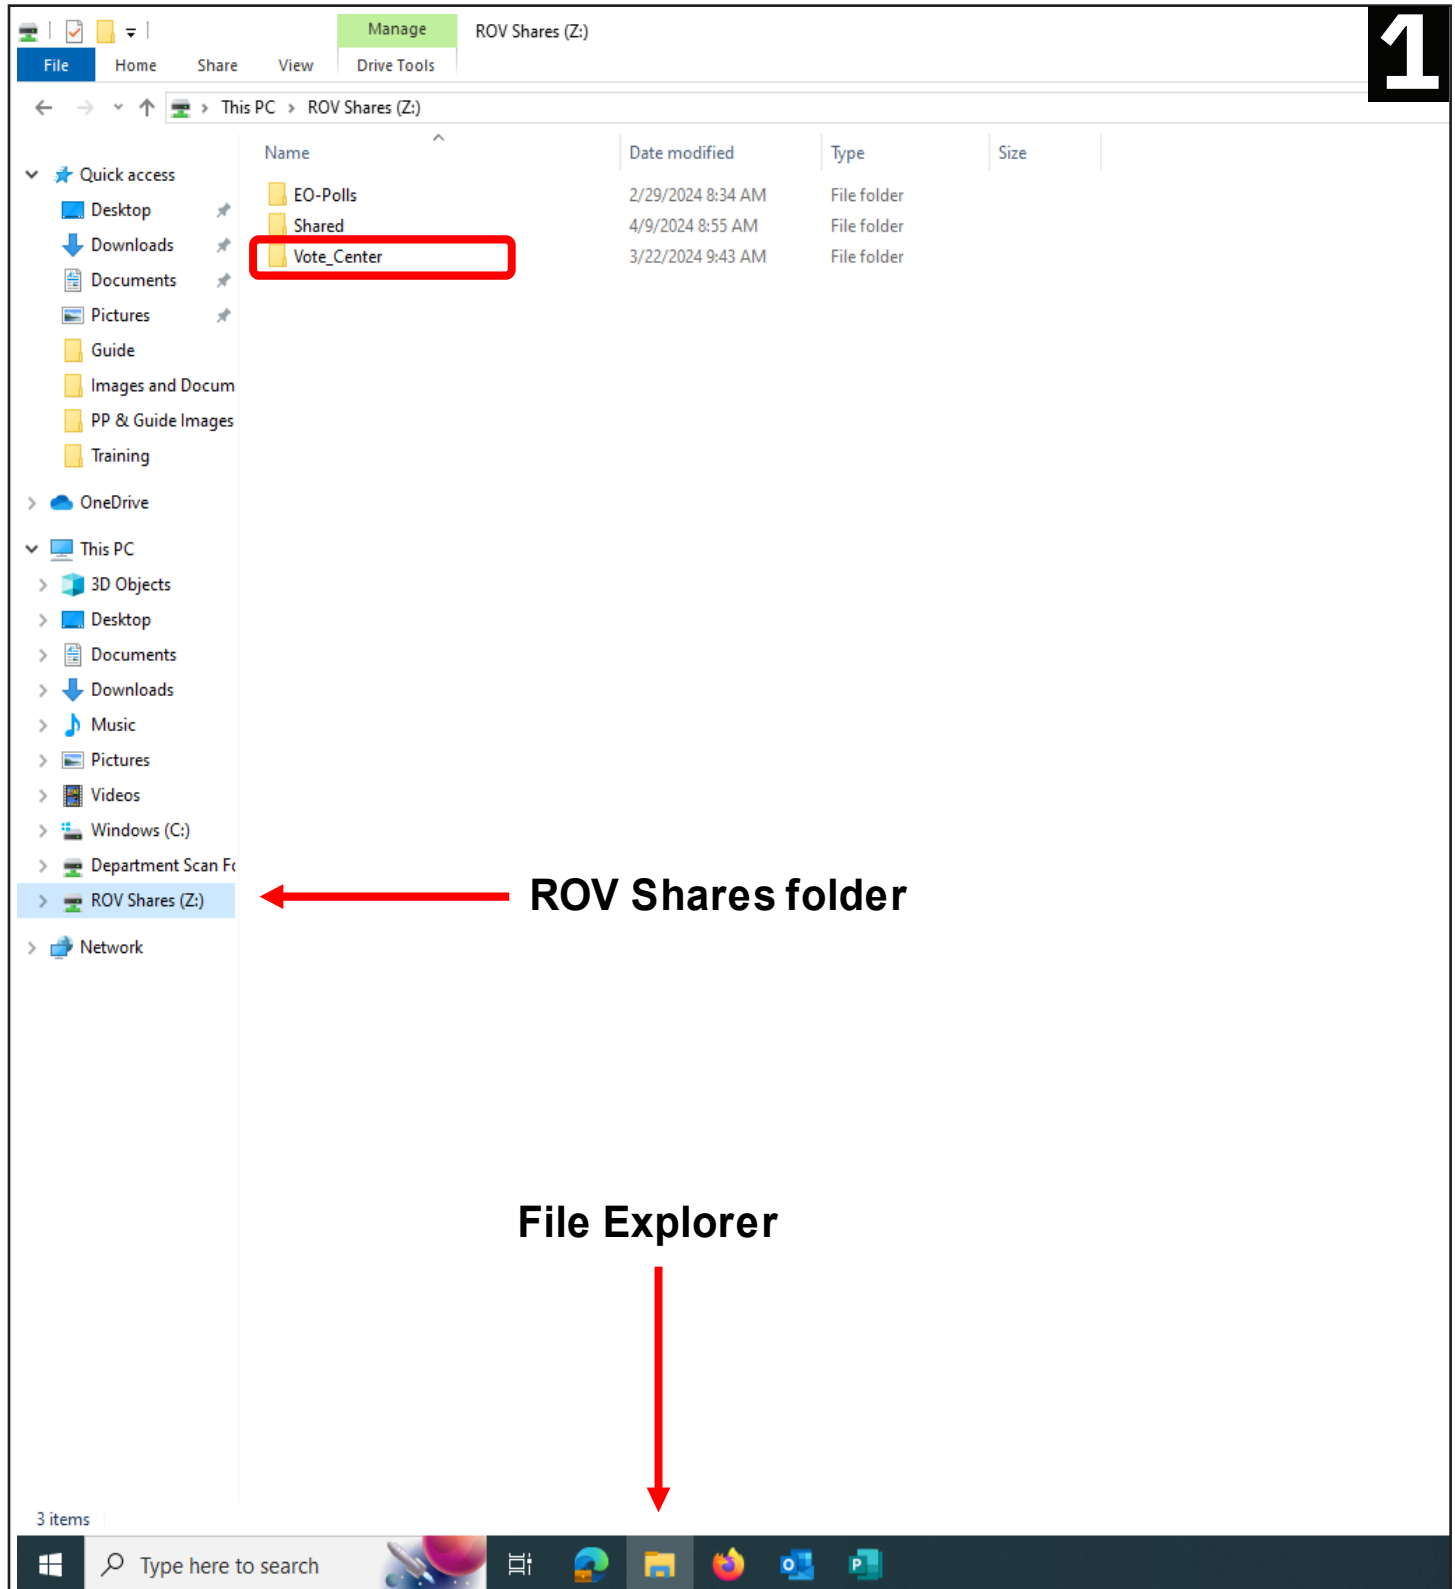 Manage ROV Shares (Z:)
1
File Home Share View Drive Tools
This PC > ROV Shares (Z:)
Name Date modified Type Size
Quick access
Desktop
Downloads
Documents
Pictures
Guide
Images and Docum
PP & Guide Images
Training
OneDrive
This PC
3D Objects
Desktop
Documents
Downloads
Music
Pictures
Videos
Windows (C:)
Department Scan Fo
ROV Shares (Z:)
Network
EO-Polls 2/29/2024 8:34 AM File folder
Shared 4/9/2024 8:55 AM File folder
Vote_Center 3/22/2024 9:43 AM File folder
ROV Shares folder
File Explorer
3 items
Type here to search